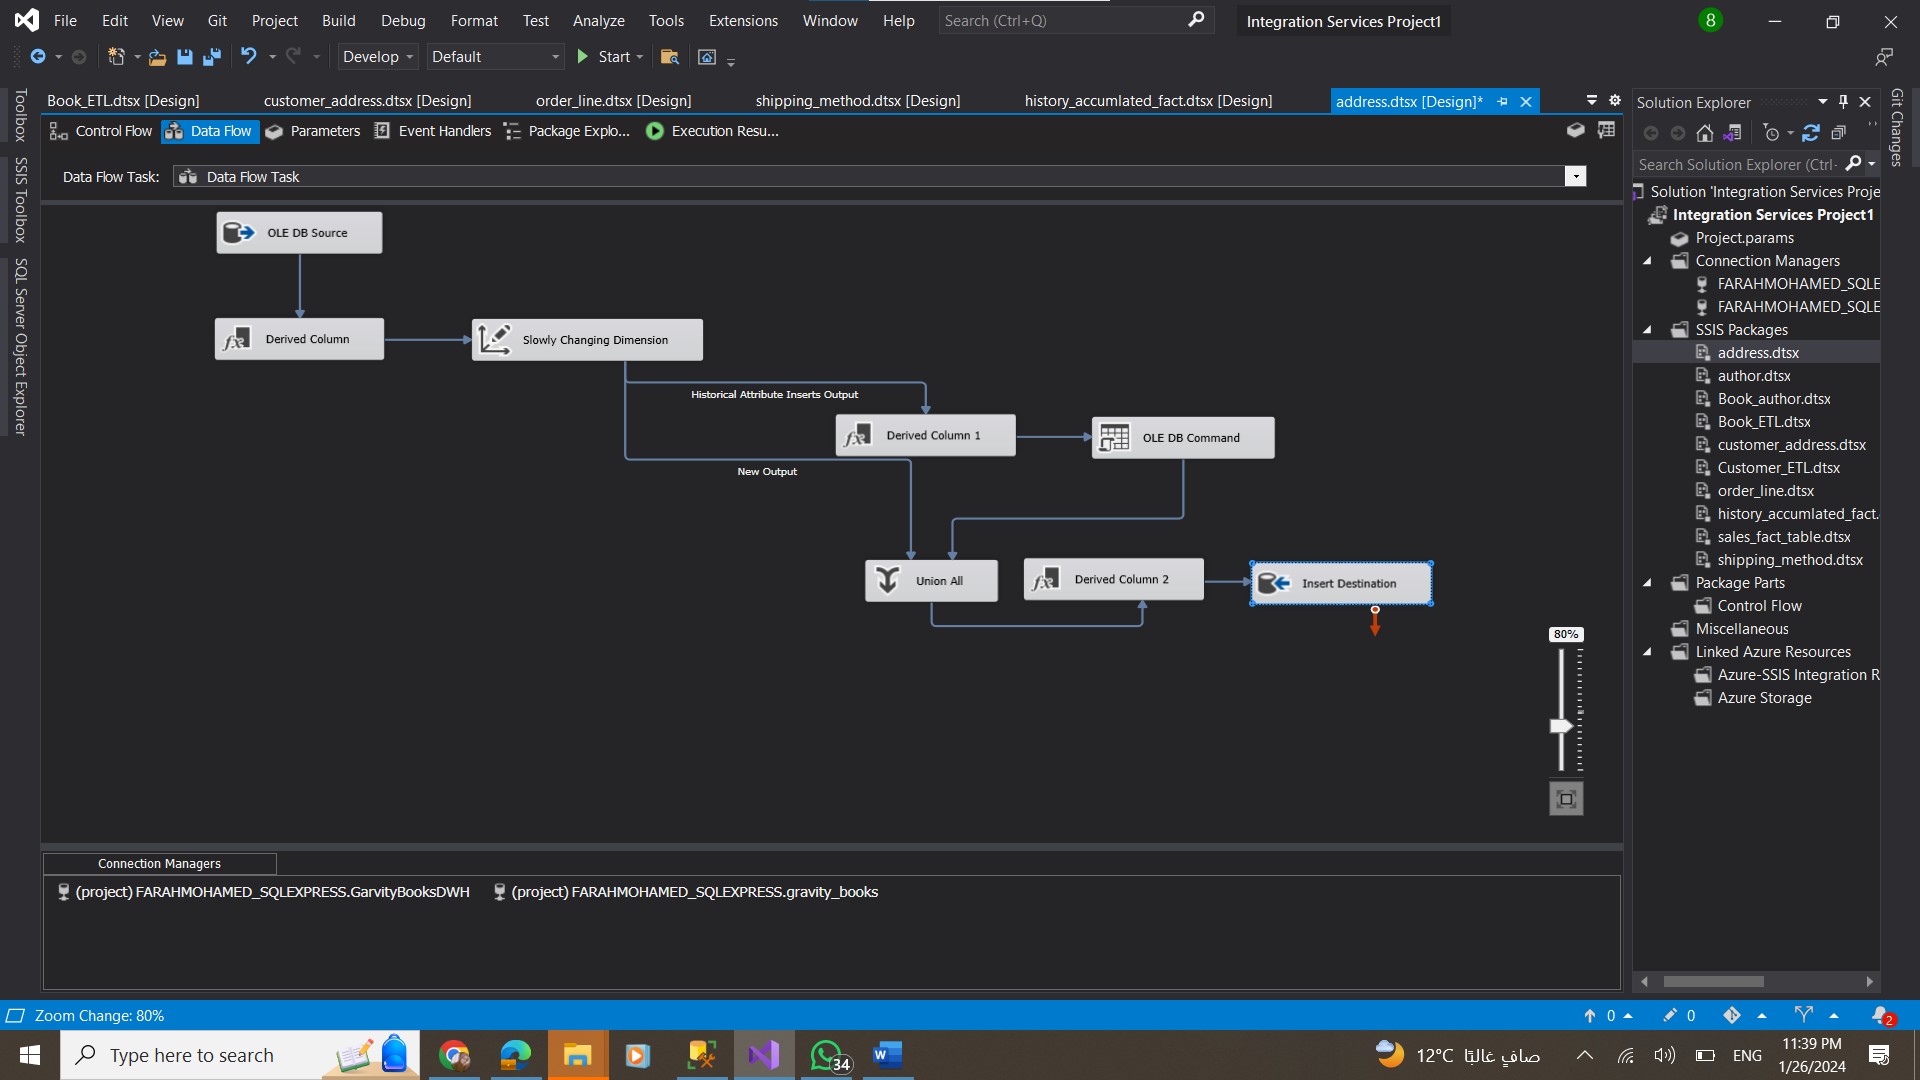 File Edit View Git Project Build Debug Format Test Analyze Tools Extensions Window Help Search (Ctrl+Q) Integration Services Project1 8
Develop Default Start
Book_ETL.dtsx [Design] customer_address.dtsx [Design] order_line.dtsx [Design] shipping_method.dtsx [Design] history_accumlated_fact.dtsx [Design] address.dtsx [Design]*
Control Flow Data Flow Parameters Event Handlers Package Explo... Execution Resu...
Data Flow Task: Data Flow Task
Toolbox
SSIS Toolbox
SQL Server Object Explorer
OLE DB Source
Derived Column
Slowly Changing Dimension
Historical Attribute Inserts Output
Derived Column 1
OLE DB Command
New Output
Union All
Derived Column 2
Insert Destination
80%
Connection Managers
(project) FARAHMOHAMED_SQLEXPRESS.GarvityBooksDWH (project) FARAHMOHAMED_SQLEXPRESS.gravity_books
Solution Explorer
Search Solution Explorer (Ctrl-
Solution 'Integration Services Proje
Integration Services Project1
Project.params
Connection Managers
FARAHMOHAMED_SQLE
FARAHMOHAMED_SQLE
SSIS Packages
address.dtsx
author.dtsx
Book_author.dtsx
Book_ETL.dtsx
customer_address.dtsx
Customer_ETL.dtsx
order_line.dtsx
history_accumlated_fact.
sales_fact_table.dtsx
shipping_method.dtsx
Package Parts
Control Flow
Miscellaneous
Linked Azure Resources
Azure-SSIS Integration R
Azure Storage
Git Changes
Zoom Change: 80% 0 0 2
Type here to search 34 12°C صافٍ غالبًا ENG 11:39 PM
1/26/2024